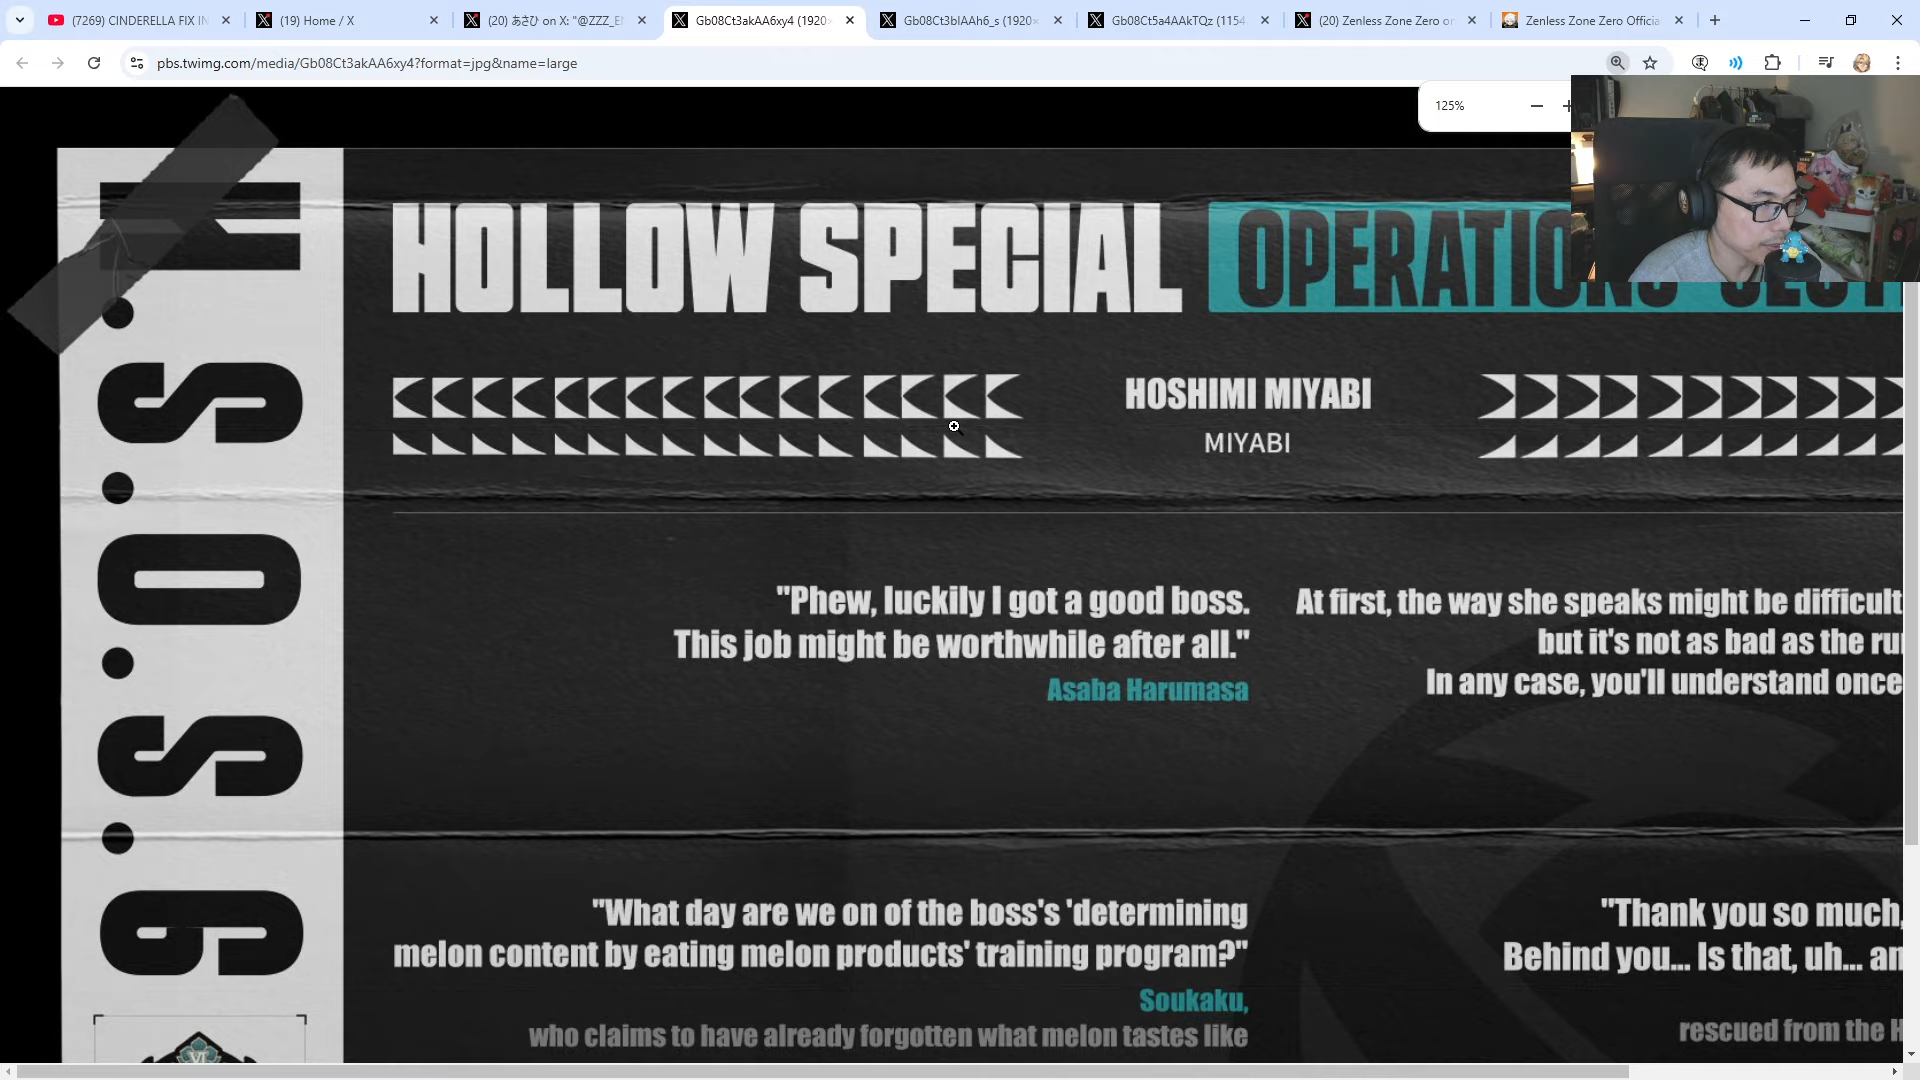 (7269) CINDERELLA FIX IN
(19) Home / X
(20) あさひ on X: "@ZZZ_EN
Gb08Ct3akAA6xy4 (1920×
Gb08Ct3bIAAh6_s (1920×
Gb08Ct5a4AAkTQz (1154
(20) Zenless Zone Zero on
Zenless Zone Zero Officia
pbs.twimg.com/media/Gb08Ct3akAA6xy4?format=jpg&name=large
125%
H.S.O.S.6
HOLLOW SPECIAL OPERATIONS SECTI
HOSHIMI MIYABI
MIYABI
"Phew, luckily I got a good boss.
This job might be worthwhile after all."
Asaba Harumasa
At first, the way she speaks might be difficult
but it's not as bad as the ru
In any case, you'll understand once
"What day are we on of the boss's 'determining
melon content by eating melon products' training program?"
Soukaku,
who claims to have already forgotten what melon tastes like
"Thank you so much,
Behind you... Is that, uh... an
rescued from the H
VI